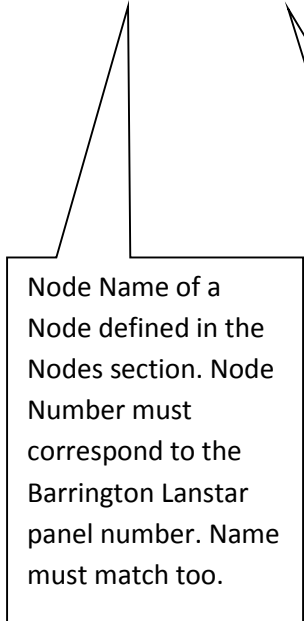 Node Name of a
Node defined in the
Nodes section. Node
Number must
correspond to the
Barrington Lanstar
panel number. Name
must match too.